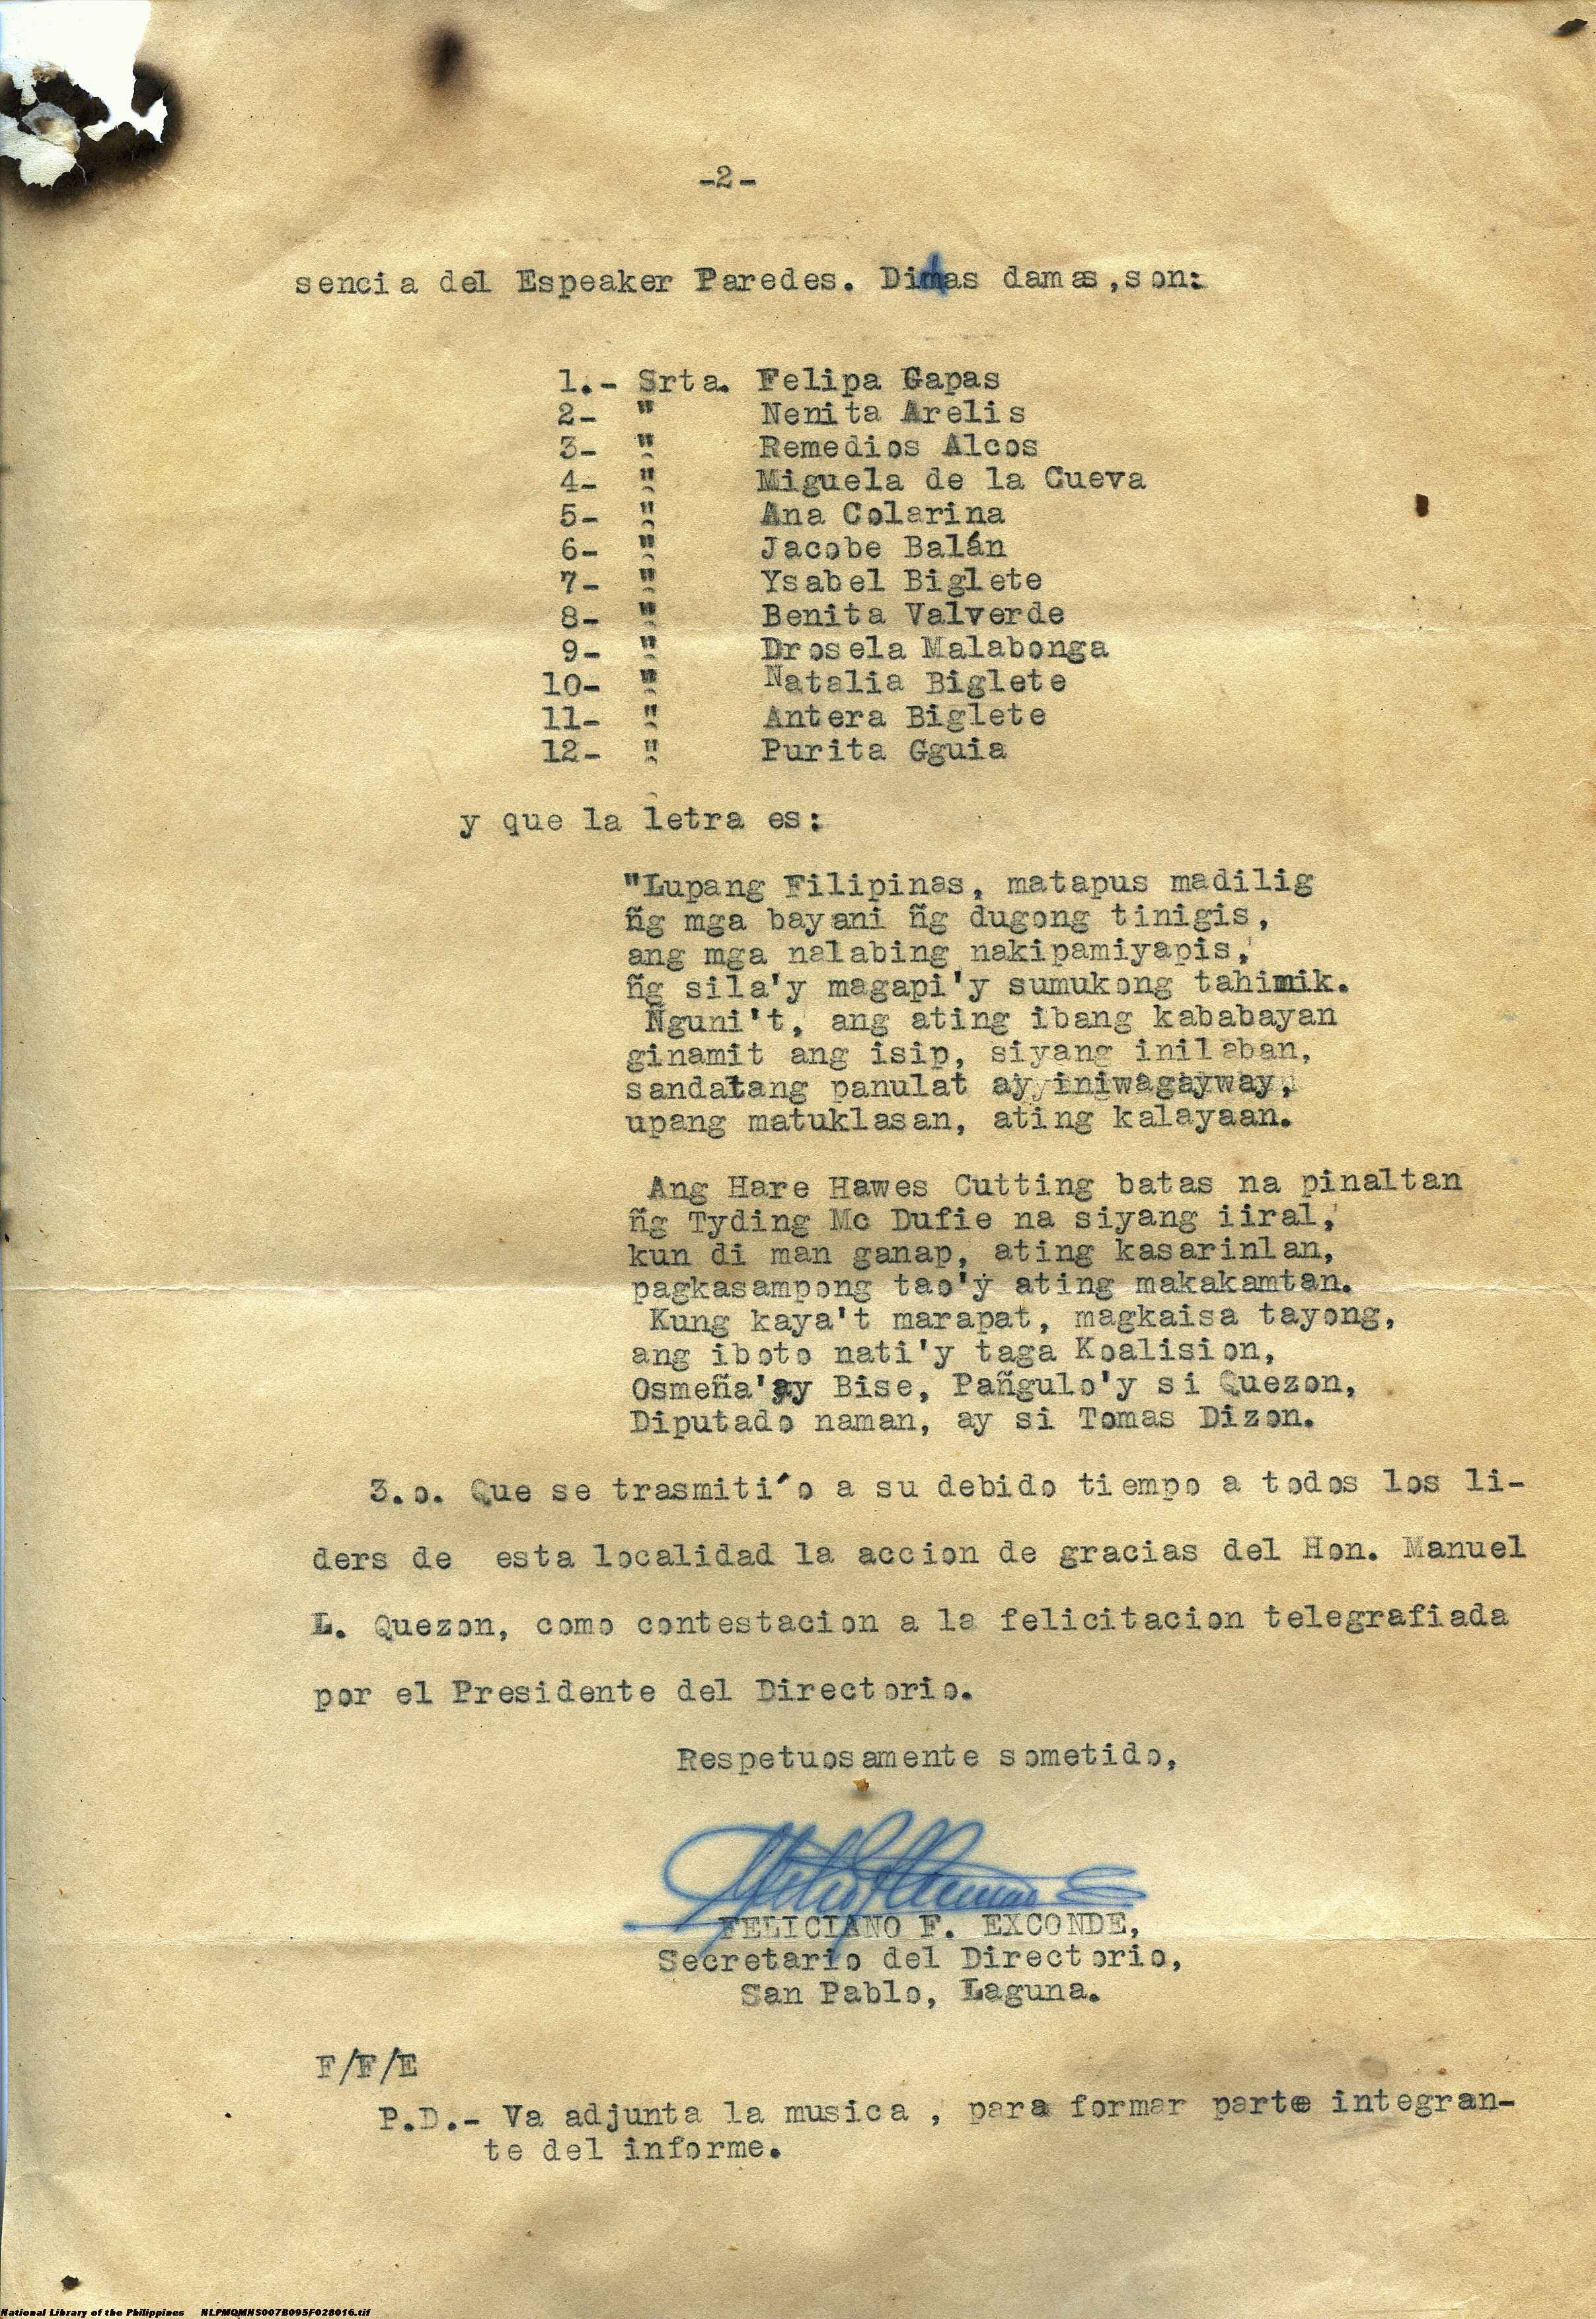 -2-
sencia del Espeaker Paredes. Dichas damas, son:
1.- Srta. Felipa Gapas
2- " Nenita Arelis
3- " Remedios Alcos
4- " Miguela de la Cueva
5- " Ana Colarina
6- " Jacobe Balán
7- " Ysabel Biglete
8- " Benita Valverde
9- " Drosela Malabonga
10- " Natalia Biglete
11- " Antera Biglete
12- " Purita Gguia
y que la letra es:
"Lupang Filipinas, matapus madilig
ñg mga bayani ñg dugong tinigis,
ang mga nalabing nakipamiyapis,
ñg sila'y magapi'y sumukong tahimik.
Ñguni't, ang ating ibang kababayan
ginamit ang isip, siyang inilaban,
sandatang panulat ay iniwagayway,
upang matuklasan, ating kalayaan.
Ang Hare Hawes Cutting batas na pinaltan
ñg Tyding Mc Dufie na siyang iiral,
kun di man ganap, ating kasarinlan,
pagkasampong tao'y ating makakamtan.
Kung kaya't marapat, magkaisa tayong,
ang iboto nati'y taga Koalision,
Osmeña'ay Bise, Pañgulo'y si Quezon,
Diputado naman, ay si Tomas Dizon.
3.o. Que se trasmiti´o a su debido tiempo a todos los li-
ders de esta localidad la accion de gracias del Hon. Manuel
L. Quezon, como contestacion a la felicitacion telegrafiada
por el Presidente del Directorio.
Respetuosamente sometido,
FELICIANO F. EXCONDE,
Secretario del Directorio,
San Pablo, Laguna.
F/F/E
P.D.- Va adjunta la musica , para formar parte integran-
te del informe.
National Library of the Philippines NLPMQMNS007B095F028016.tif